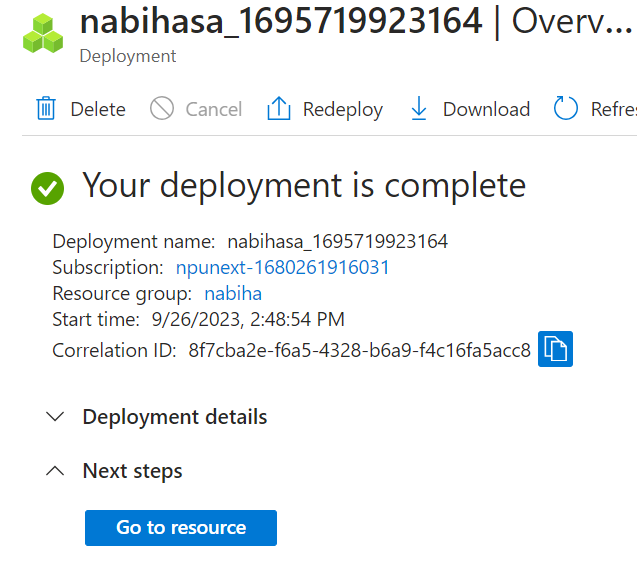 nabihasa_1695719923164 | Overv...
Deployment
Delete Cancel Redeploy Download Refres
Your deployment is complete
Deployment name: nabihasa_1695719923164
Subscription: npunext-1680261916031
Resource group: nabiha
Start time: 9/26/2023, 2:48:54 PM
Correlation ID: 8f7cba2e-f6a5-4328-b6a9-f4c16fa5acc8
Deployment details
Next steps
Go to resource